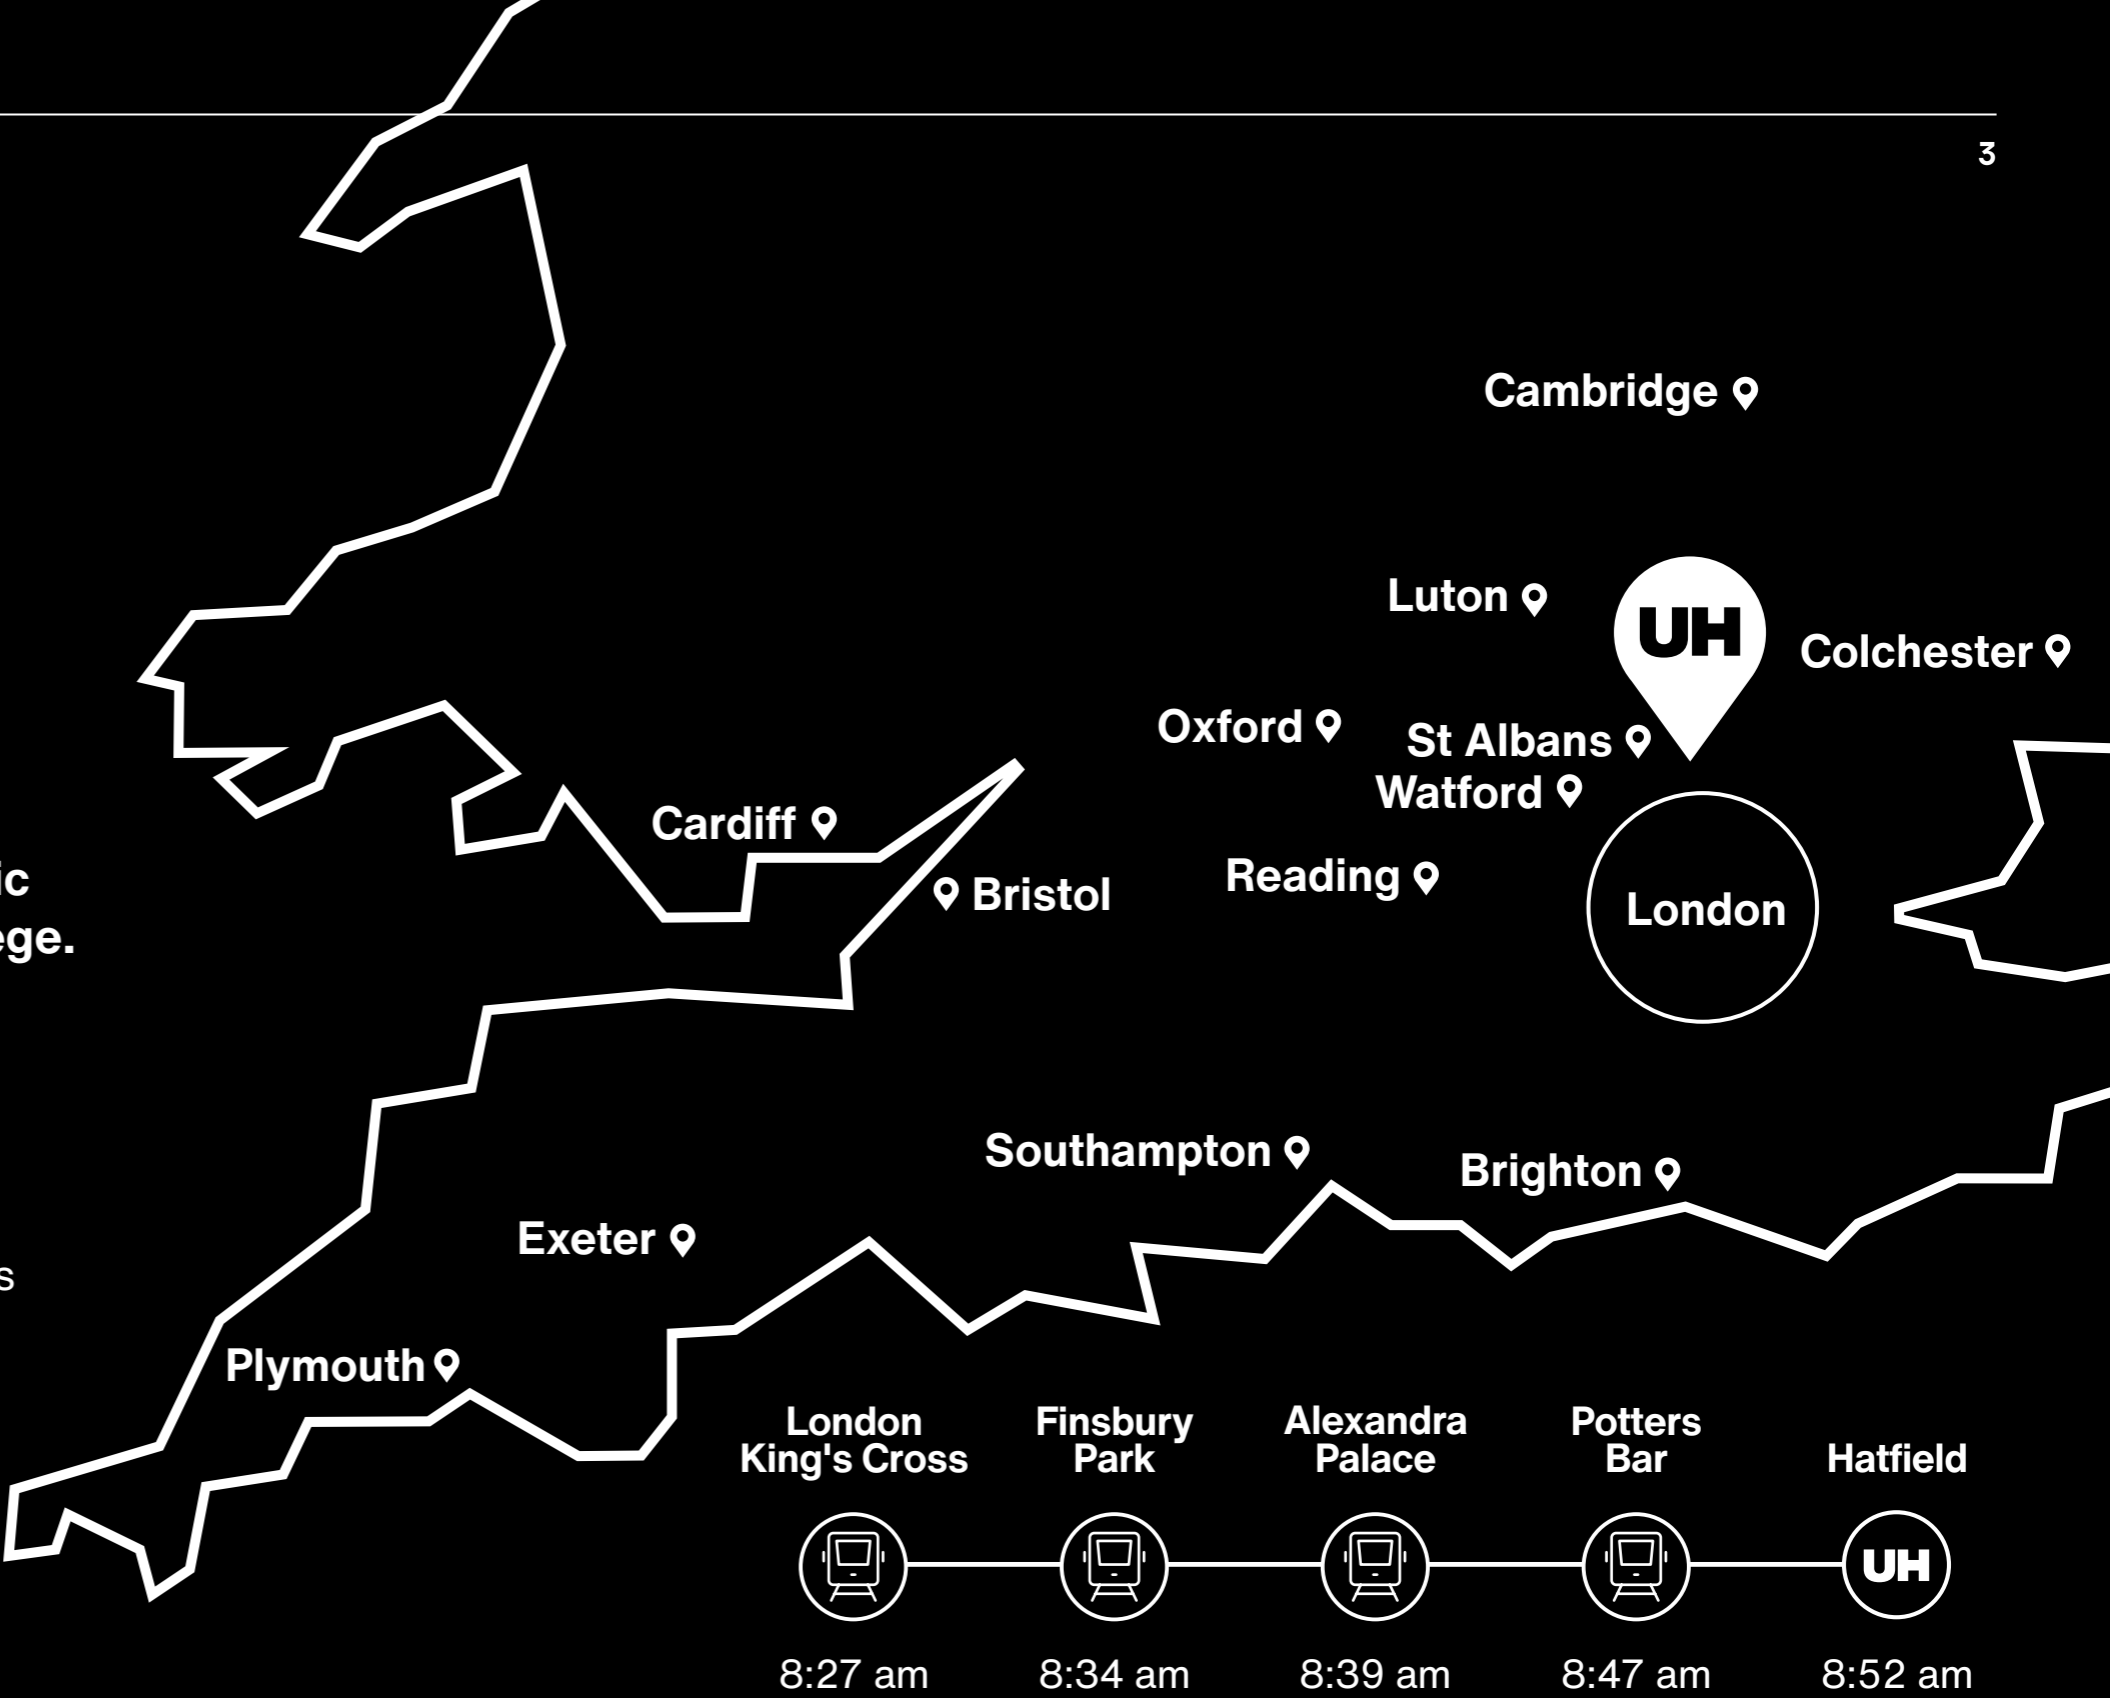 3
Cambridge
Luton
UH
Colchester
Oxford
St Albans
Watford
Cardiff
Reading
Bristol
London
ege.
Southampton
Brighton
Exeter
Plymouth
London
King's Cross
Finsbury
Park
Alexandra
Palace
Potters
Bar
Hatfield
UH
8:27 am
8:34 am
8:39 am
8:47 am
8:52 am